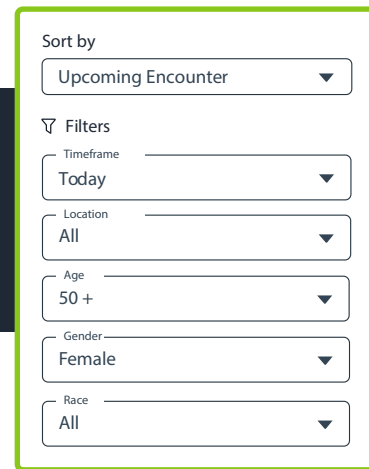 Sort by
Upcoming Encounter
Filters
Timeframe
Today
Location
All
Age
50 +
Gender
Female
Race
All